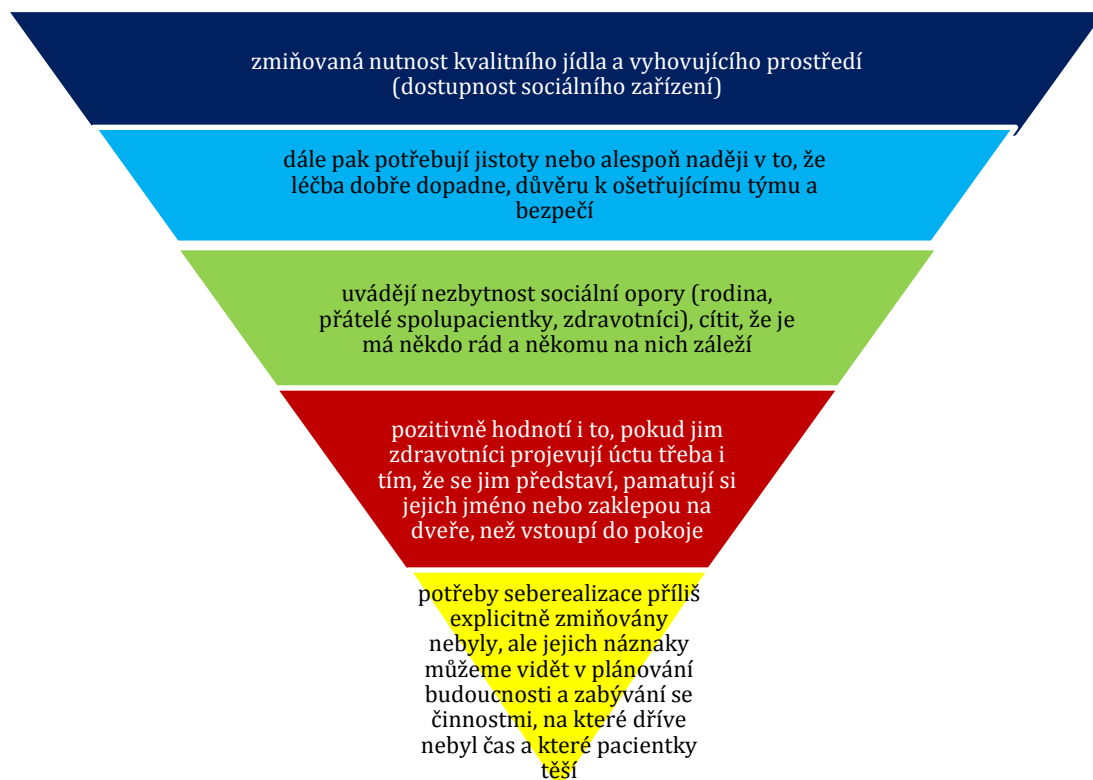 zmiňovaná nutnost kvalitního jídla a vyhovujícího prostředí
(dostupnost sociálního zařízení)
dále pak potřebují jistoty nebo alespoň naději v to, že
léčba dobře dopadne, důvěru k ošetřujícímu týmu a
bezpečí
uvádějí nezbytnost sociální opory (rodina,
přátelé spolupacientky, zdravotníci), cítit, že je
má někdo rád a někomu na nich záleží
pozitivně hodnotí i to, pokud jim
zdravotníci projevují úctu třeba i
tím, že se jim představí, pamatují si
jejich jméno nebo zaklepou na
dveře, než vstoupí do pokoje
potřeby seberealizace příliš
explicitně zmiňovány
nebyly, ale jejich náznaky
můžeme vidět v plánování
budoucnosti a zabývání se
činnostmi, na které dříve
nebyl čas a které pacientky
těší